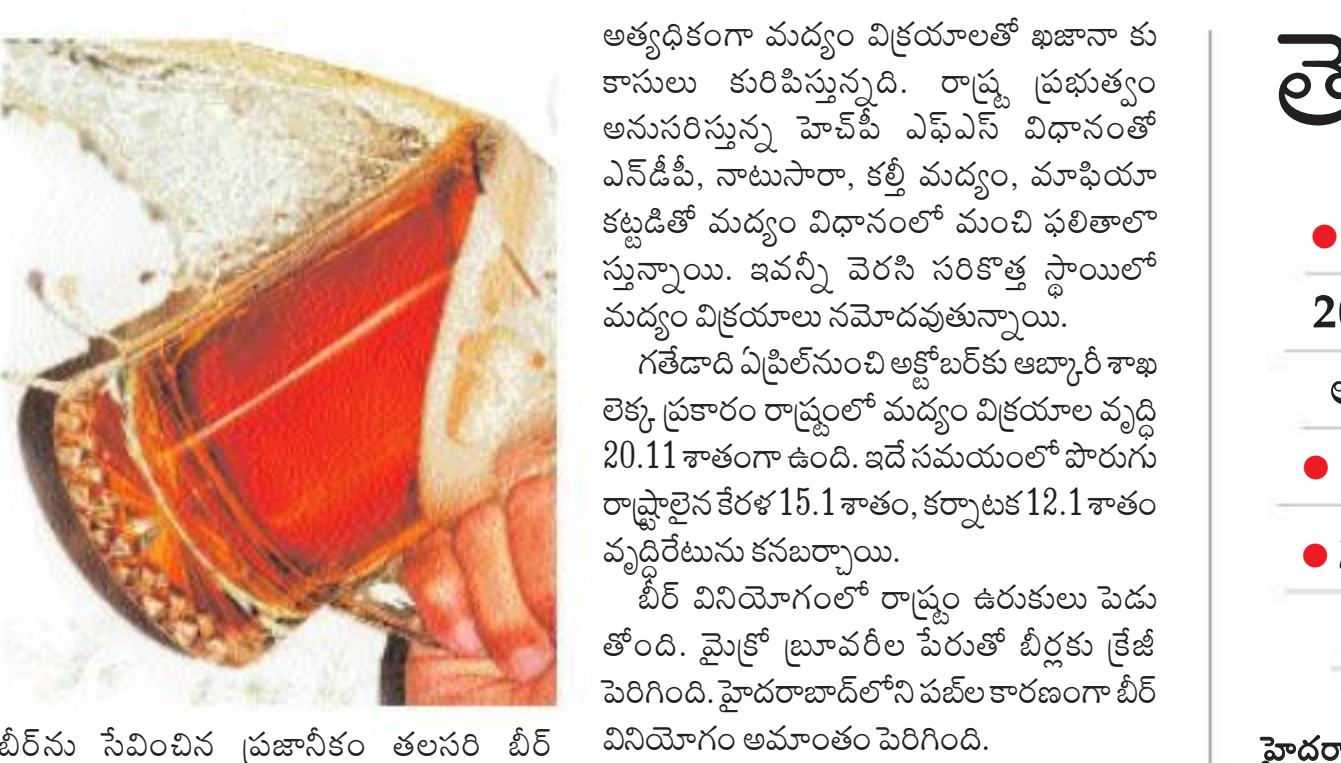 బీర్‌ను సేవించిన ప్రజానీకం తలసరి బీర్
అత్యధికంగా మద్యం విక్రయాలతో ఖజానా కు
కాసులు కురిపిస్తున్నది. రాష్ట్ర ప్రభుత్వం
అనుసరిస్తున్న హెచ్‌పీ ఎఫ్ఎస్ విధానంతో
ఎన్‌డీపీ, నాటుసారా, కల్తీ మద్యం, మాఫియా
కట్టడితో మద్యం విధానంలో మంచి ఫలితాలొ
స్తున్నాయి. ఇవన్నీ వెరసి సరికొత్త స్థాయిలో
మద్యం విక్రయాలు నమోదవుతున్నాయి.
గతేడాది ఏప్రిల్‌నుంచి అక్టోబర్‌కు ఆబ్కారీ శాఖ
లెక్క ప్రకారం రాష్ట్రంలో మద్యం విక్రయాల వృద్ధి
20.11 శాతంగా ఉంది. ఇదే సమయంలో పొరుగు
రాష్ట్రాలైన కేరళ 15.1 శాతం, కర్నాటక 12.1 శాతం
వృద్ధిరేటును కనబర్చాయి.
బీర్ వినియోగంలో రాష్ట్రం ఉరుకులు పెడు
తోంది. మైక్రో బ్రూవరీల పేరుతో బీర్లకు క్రేజీ
పెరిగింది. హైదరాబాద్‌లోని పబ్‌ల కారణంగా బీర్
వినియోగం అమాంతం పెరిగింది.
తె
హైదరా